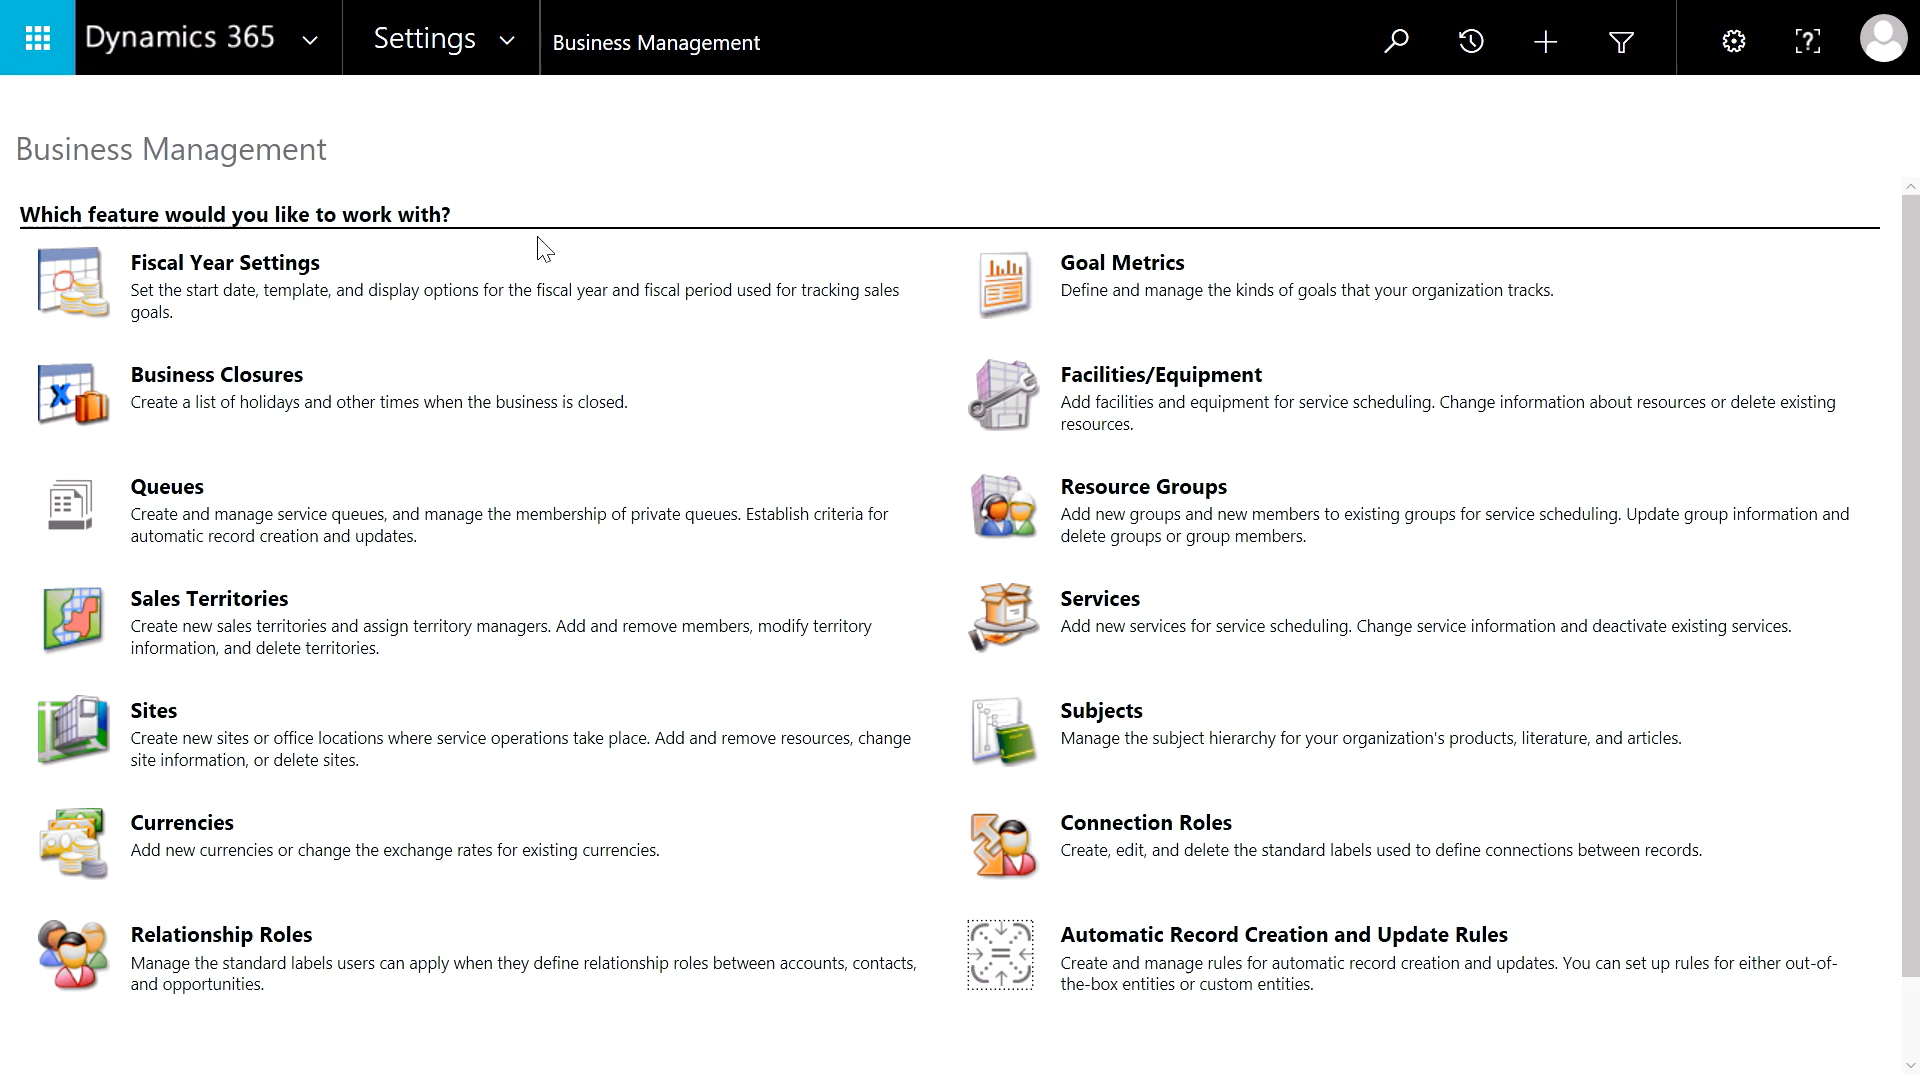 Dynamics 365
Settings
Business Management
Business Management
Which feature would you like to work with?
Fiscal Year Settings
Set the start date, template, and display options for the fiscal year and fiscal period used for tracking sales
goals.
Goal Metrics
Define and manage the kinds of goals that your organization tracks.
Business Closures
Create a list of holidays and other times when the business is closed.
Facilities/Equipment
Add facilities and equipment for service scheduling. Change information about resources or delete existing
resources.
Queues
Create and manage service queues, and manage the membership of private queues. Establish criteria for
automatic record creation and updates.
Resource Groups
Add new groups and new members to existing groups for service scheduling. Update group information and
delete groups or group members.
Sales Territories
Create new sales territories and assign territory managers. Add and remove members, modify territory
information, and delete territories.
Services
Add new services for service scheduling. Change service information and deactivate existing services.
Sites
Create new sites or office locations where service operations take place. Add and remove resources, change
site information, or delete sites.
Subjects
Manage the subject hierarchy for your organization's products, literature, and articles.
Currencies
Add new currencies or change the exchange rates for existing currencies.
Connection Roles
Create, edit, and delete the standard labels used to define connections between records.
Relationship Roles
Manage the standard labels users can apply when they define relationship roles between accounts, contacts,
and opportunities.
Automatic Record Creation and Update Rules
Create and manage rules for automatic record creation and updates. You can set up rules for either out-of-
the-box entities or custom entities.